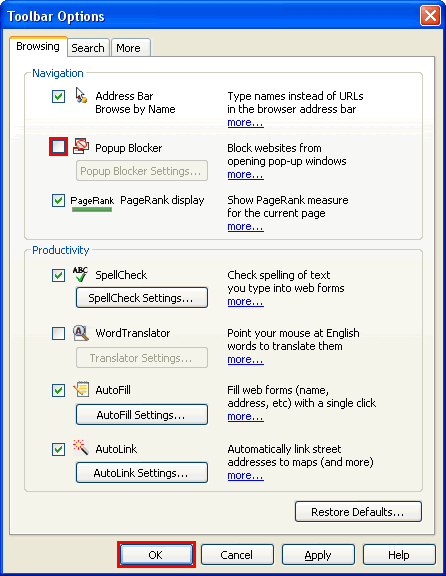 Toolbar Options
Browsing Search More
Navigation
Address Bar
Browse by Name
Type names instead of URLs
in the browser address bar
more...
Popup Blocker
Popup Blocker Settings...
Block websites from
opening pop-up windows
more...
PageRank PageRank display
Show PageRank measure
for the current page
more...
Productivity
ABC SpellCheck
SpellCheck Settings...
Check spelling of text
you type into web forms
more...
WordTranslator
Translator Settings...
Point your mouse at English
words to translate them
more...
AutoFill
AutoFill Settings...
Fill web forms (name,
address, etc) with a single click
more...
AutoLink
AutoLink Settings...
Automatically link street
addresses to maps (and more)
more...
Restore Defaults...
OK Cancel Apply Help